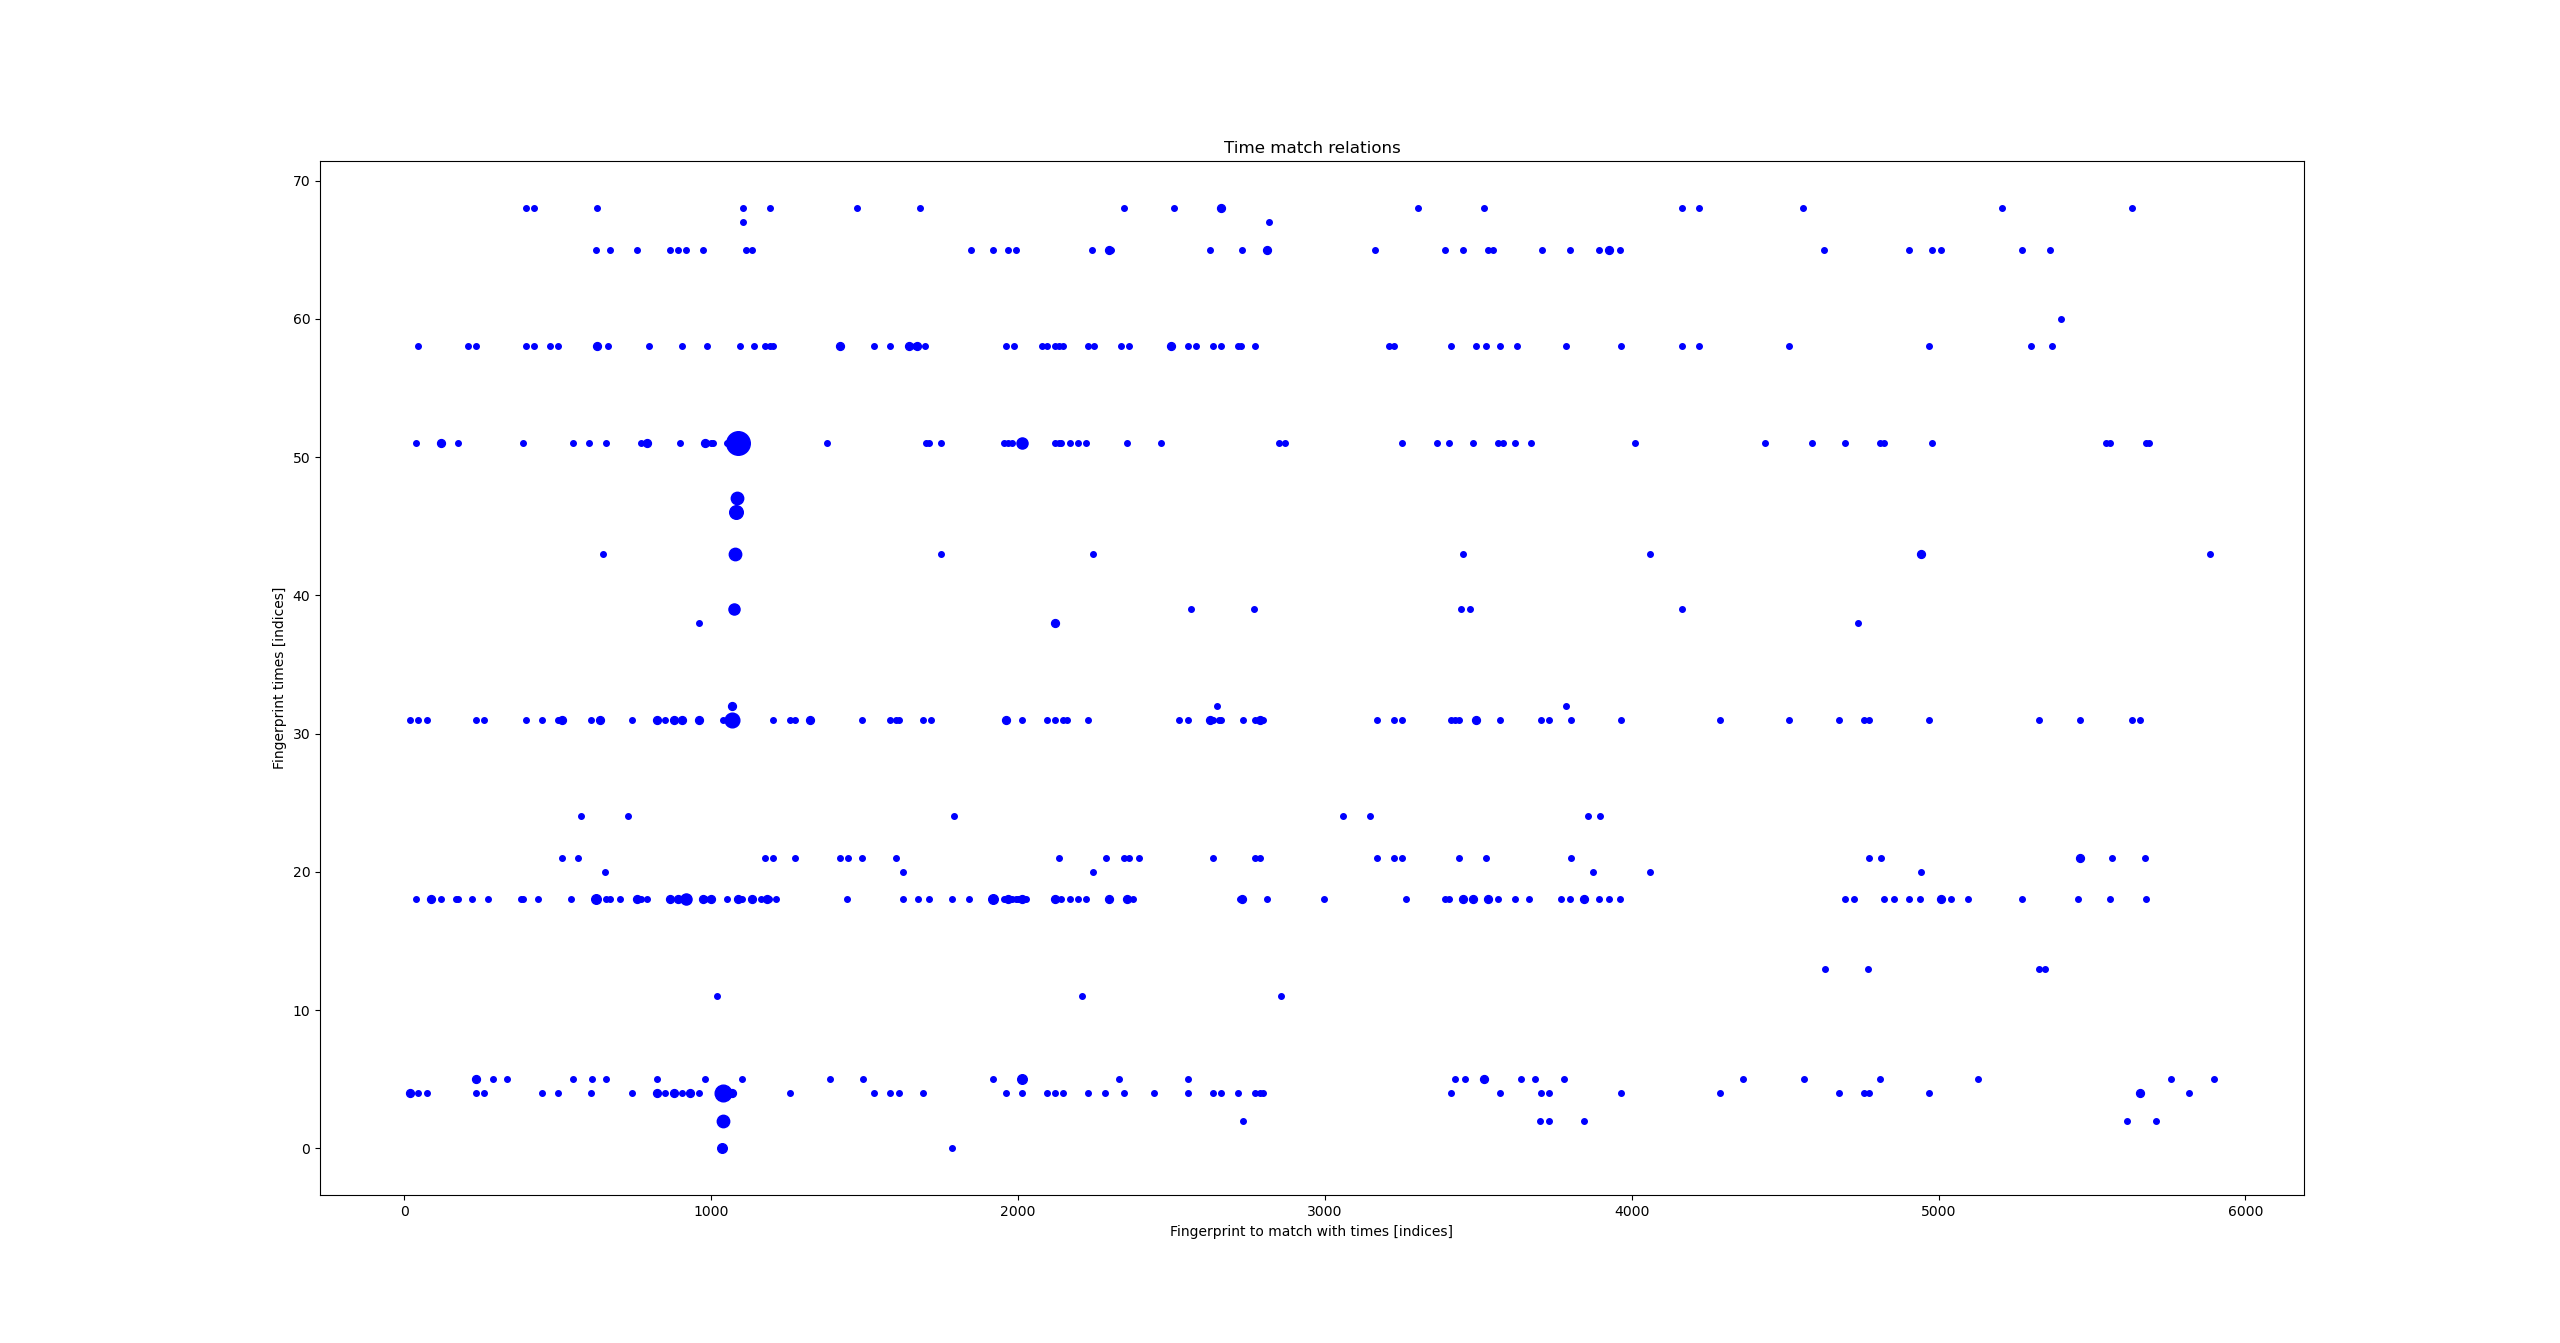 Time match relations
70
60
50
40
30
20
10
0
Fingerprint times [indices]
0 1000 2000 3000 4000 5000 6000
Fingerprint to match with times [indices]